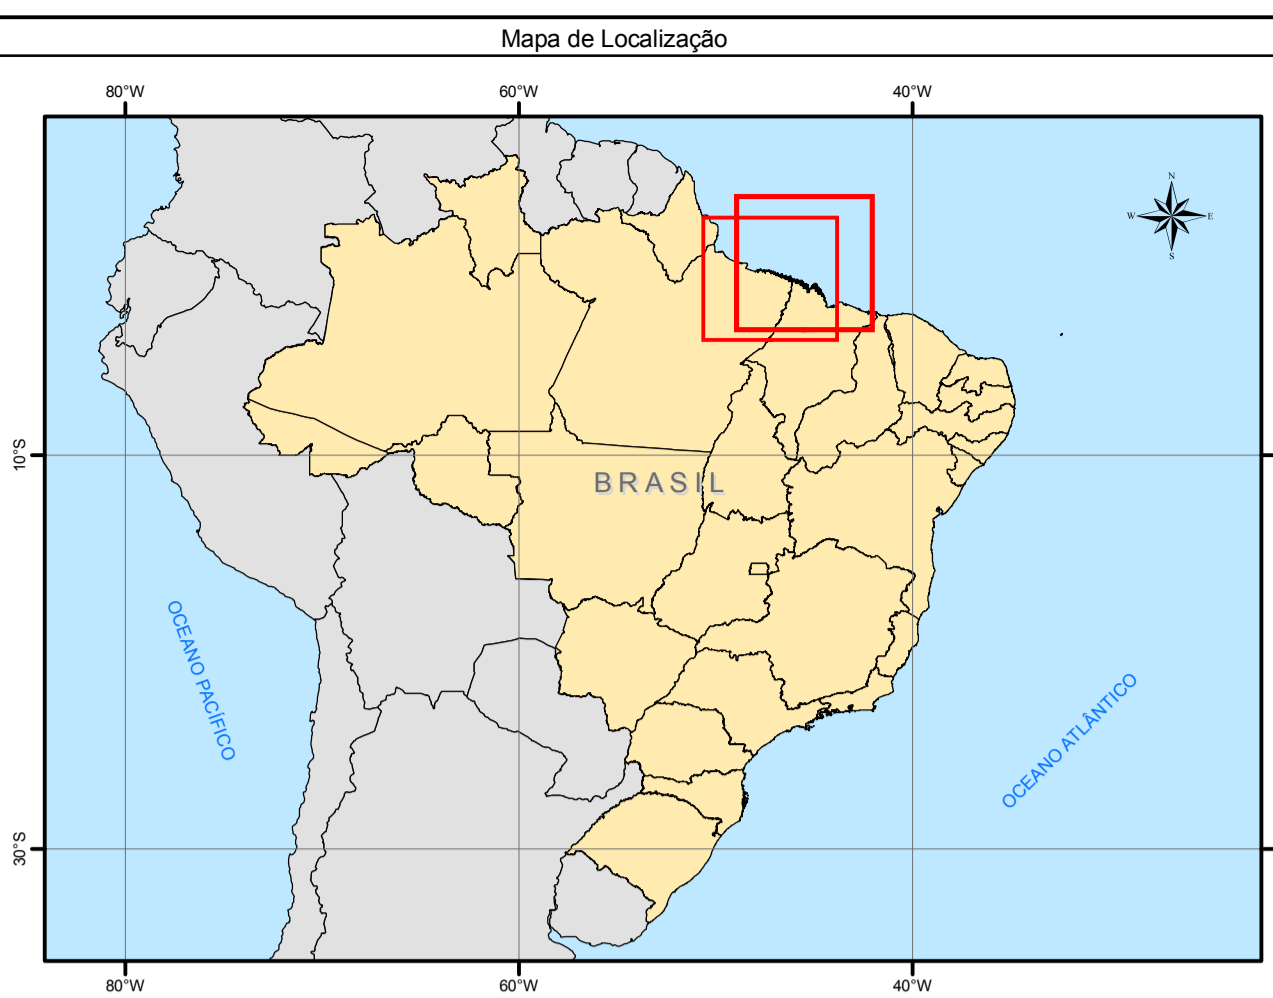 Mapa de Localização
80°W
60°W
40°W
N
W
E
S
10°S
BRASIL
OCEANO PACÍFICO
OCEANO ATLÂNTICO
30°S
80°W
60°W
40°W